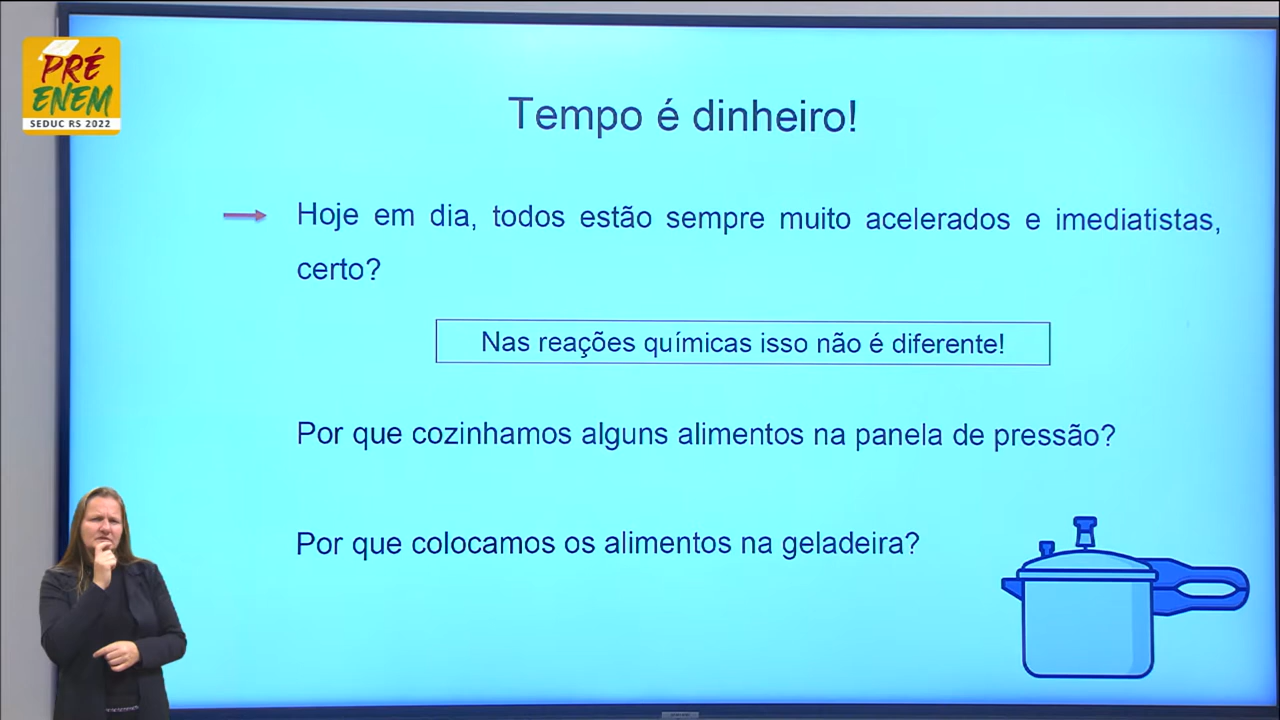 PRÉ
ENEM
SEDUC RS 2022
Tempo é dinheiro!
Hoje em dia, todos estão sempre muito acelerados e imediatistas,
certo?
Nas reações químicas isso não é diferente!
Por que cozinhamos alguns alimentos na panela de pressão?
Por que colocamos os alimentos na geladeira?